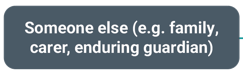 Someone else (e.g. family,
carer, enduring guardian)